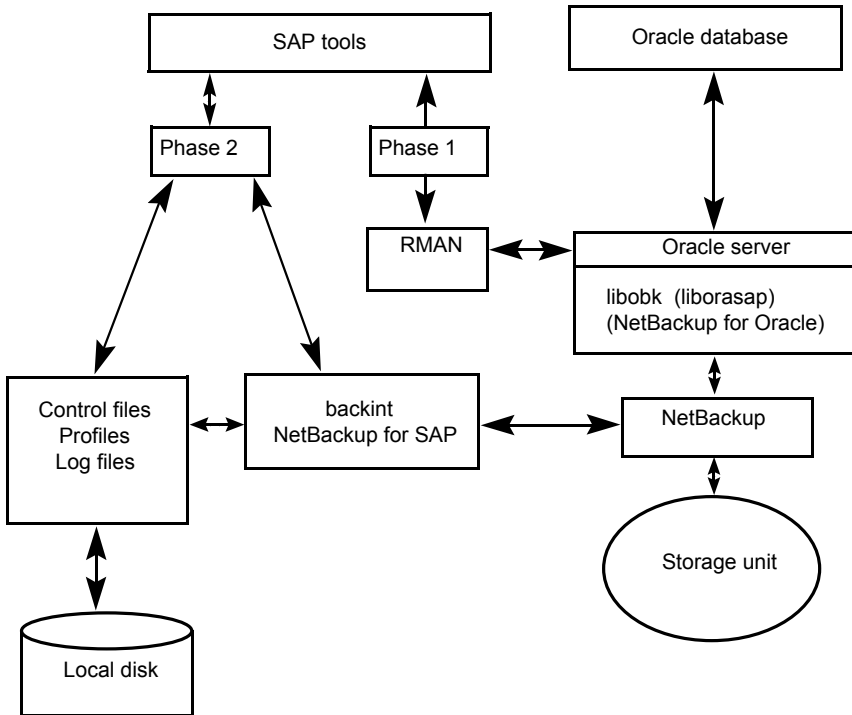 SAP tools
Oracle database
Phase 2
Phase 1
RMAN
Oracle server
libobk (liborasap)
(NetBackup for Oracle)
Control files
Profiles
Log files
backint
NetBackup for SAP
NetBackup
Storage unit
Local disk